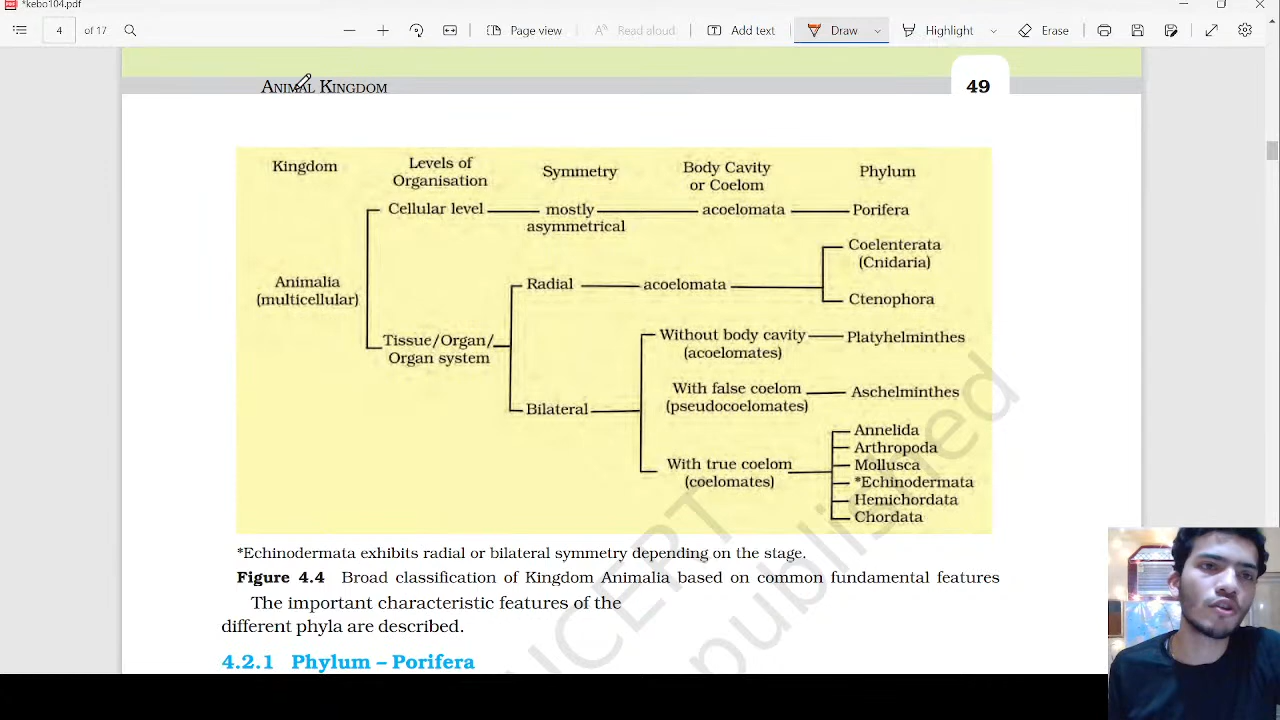 *kebo104.pdf
4 of 17 Page view Read aloud Add text Draw Highlight Erase
ANIMAL KINGDOM 49
Kingdom
Levels of
Organisation
Symmetry
Body Cavity
or Coelom
Phylum
Cellular level
mostly
asymmetrical
acoelomata
Porifera
Animalia
(multicellular)
Radial
acoelomata
Coelenterata
(Cnidaria)
Ctenophora
Tissue/Organ/
Organ system
Bilateral
Without body cavity
(acoelomates)
Platyhelminthes
With false coelom
(pseudocoelomates)
Aschelminthes
With true coelom
(coelomates)
Annelida
Arthropoda
Mollusca
*Echinodermata
Hemichordata
Chordata
*Echinodermata exhibits radial or bilateral symmetry depending on the stage.
Figure 4.4 Broad classification of Kingdom Animalia based on common fundamental features
The important characteristic features of the
different phyla are described.
4.2.1 Phylum – Porifera